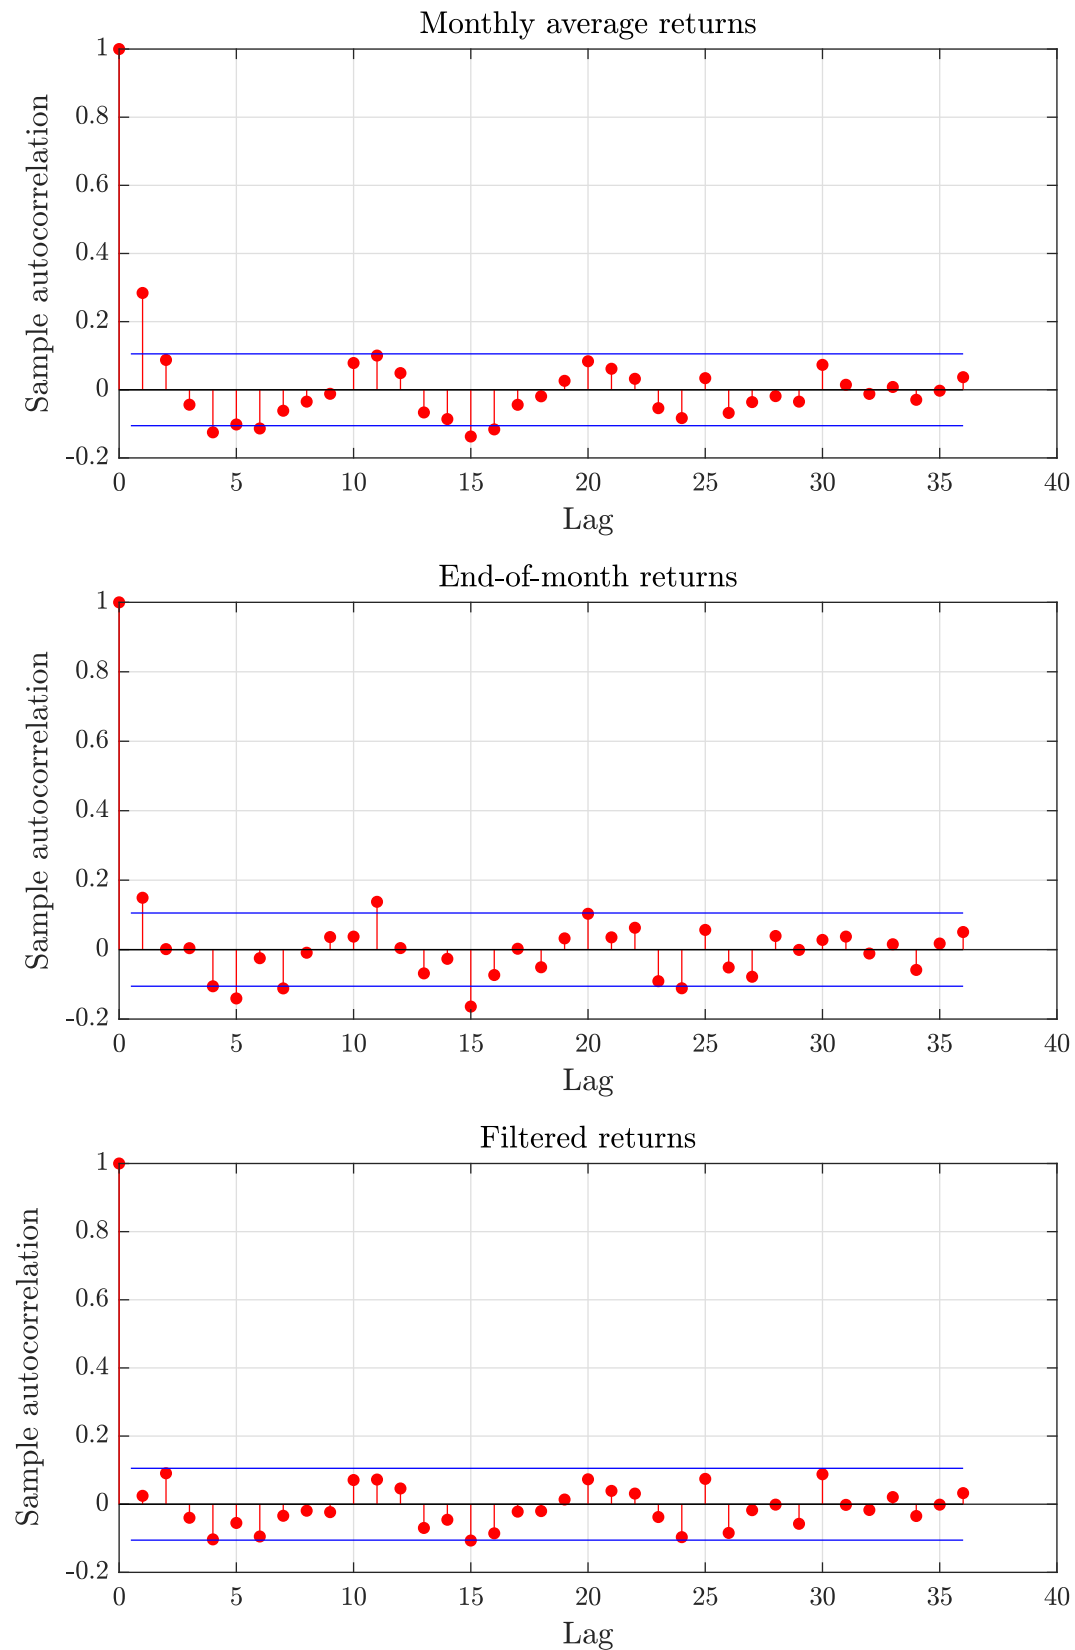 Monthly average returns
1
0.8
0.6
0.4
0.2
0
-0.2
Sample autocorrelation
0 5 10 15 20 25 30 35 40
Lag
End-of-month returns
1
0.8
0.6
0.4
0.2
0
-0.2
Sample autocorrelation
0 5 10 15 20 25 30 35 40
Lag
Filtered returns
1
0.8
0.6
0.4
0.2
0
-0.2
Sample autocorrelation
0 5 10 15 20 25 30 35 40
Lag